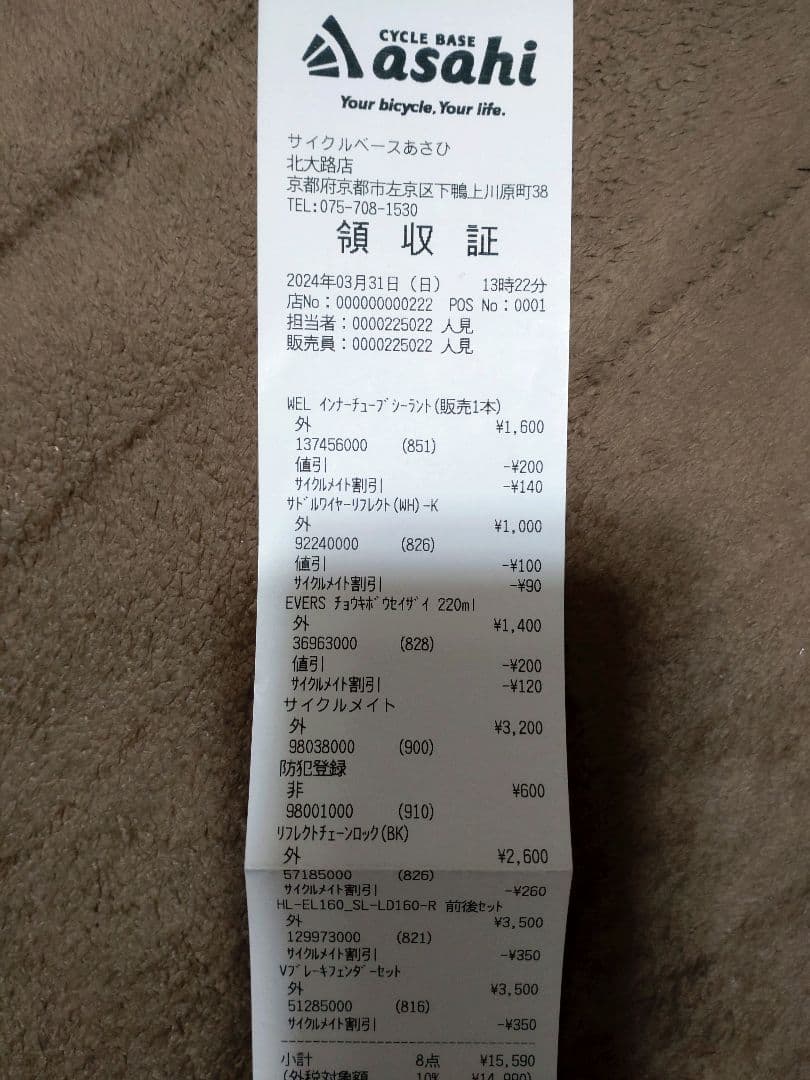 CYCLE BASE
asahi
Your bicycle, Your life.
サイクルベースあさひ
北大路店
京都府京都市左京区下鴨上川原町38
TEL:075-708-1530
領収証
2024年03月31日(日) 13時22分
店No:000000000222 POS No:0001
担当者:0000225022 人見
販売員:0000225022 人見
WEL ｲﾝﾅｰﾁｭｰﾌﾞｼｰﾗﾝﾄ(販売1本)
外 ¥1,600
137456000 (851)
値引 -¥200
ｻｲｸﾙﾒｲﾄ割引 -¥140
ｻﾄﾞﾙﾜｲﾔｰﾘﾌﾚｸﾄ(WH)-K
外 ¥1,000
92240000 (826)
値引 -¥100
ｻｲｸﾙﾒｲﾄ割引 -¥90
EVERS ﾁｮｳｷﾎﾞｳｾｲｻﾞｲ 220ml
外 ¥1,400
36963000 (828)
値引 -¥200
ｻｲｸﾙﾒｲﾄ割引 -¥120
サイクルメイト
外 ¥3,200
98038000 (900)
防犯登録
非 ¥600
98001000 (910)
ﾘﾌﾚｸﾄﾁｪｰﾝﾛｯｸ(BK)
外 ¥2,600
57185000 (826)
ｻｲｸﾙﾒｲﾄ割引 -¥260
HL-EL160_SL-LD160-R 前後ｾｯﾄ
外 ¥3,500
129973000 (821)
ｻｲｸﾙﾒｲﾄ割引 -¥350
Vﾌﾞﾚｰｷﾌｪﾝﾀﾞｰｾｯﾄ
外 ¥3,500
51285000 (816)
ｻｲｸﾙﾒｲﾄ割引 -¥350
小計 8点 ¥15,590
(外税対象額 10% ¥14,990)